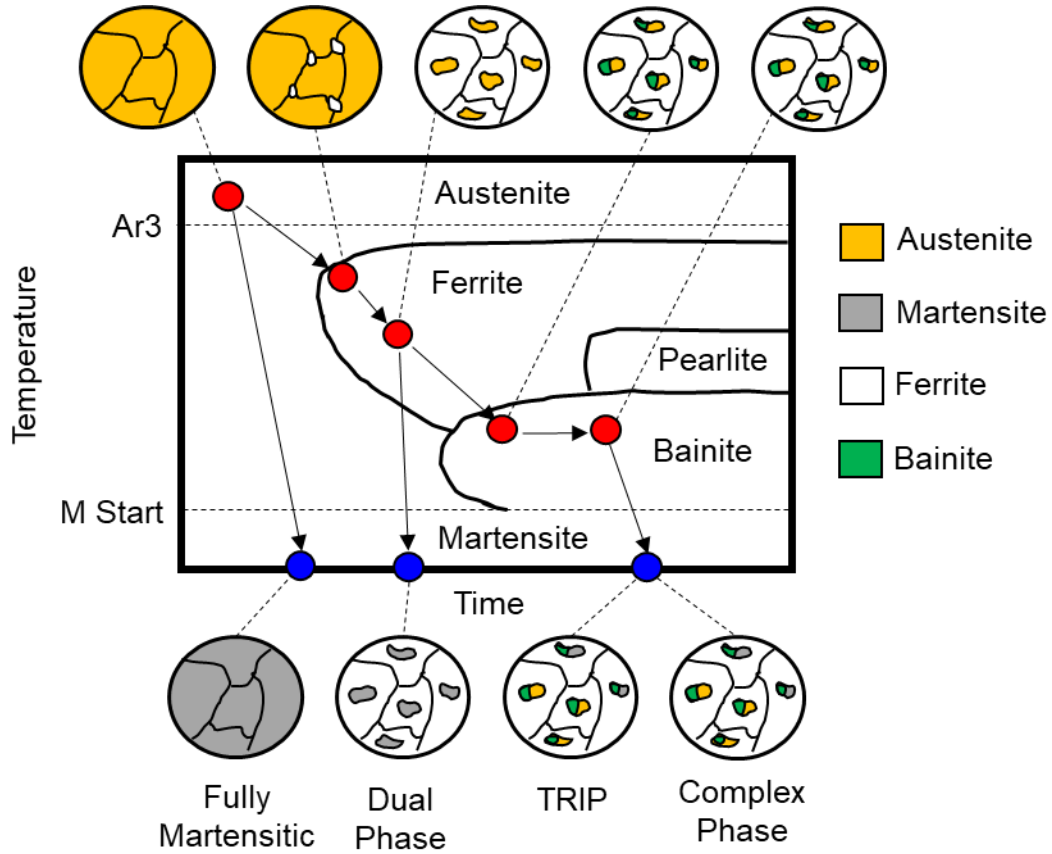 Austenite
Ar3
Ferrite
Pearlite
Bainite
M Start
Martensite
Temperature
Time
Austenite
Martensite
Ferrite
Bainite
Fully
Martensitic
Dual
Phase
TRIP
Complex
Phase